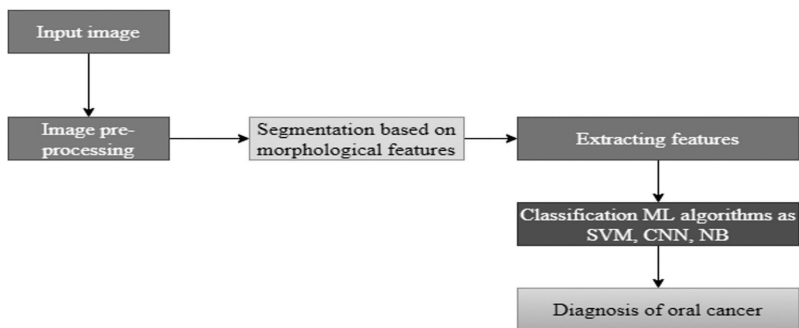 Input image
Image pre-
processing
Segmentation based on
morphological features
Extracting features
Classification ML algorithms as
SVM, CNN, NB
Diagnosis of oral cancer